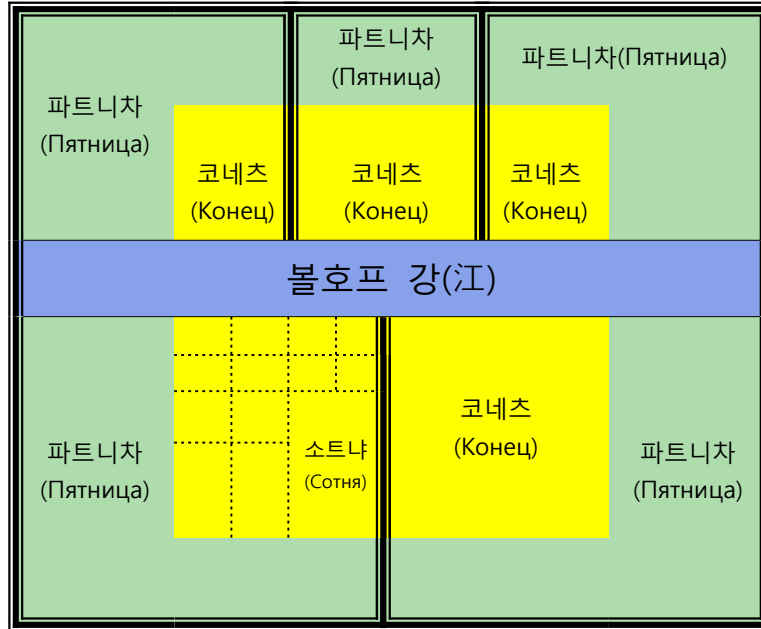 파트니차
(Пятница)
파트니차
(Пятница)
파트니차(Пятница)
코네츠
(Конец)
코네츠
(Конец)
코네츠
(Конец)
볼호프 강(江)
파트니차
(Пятница)
소트냐
(Сотня)
코네츠
(Конец)
파트니차
(Пятница)